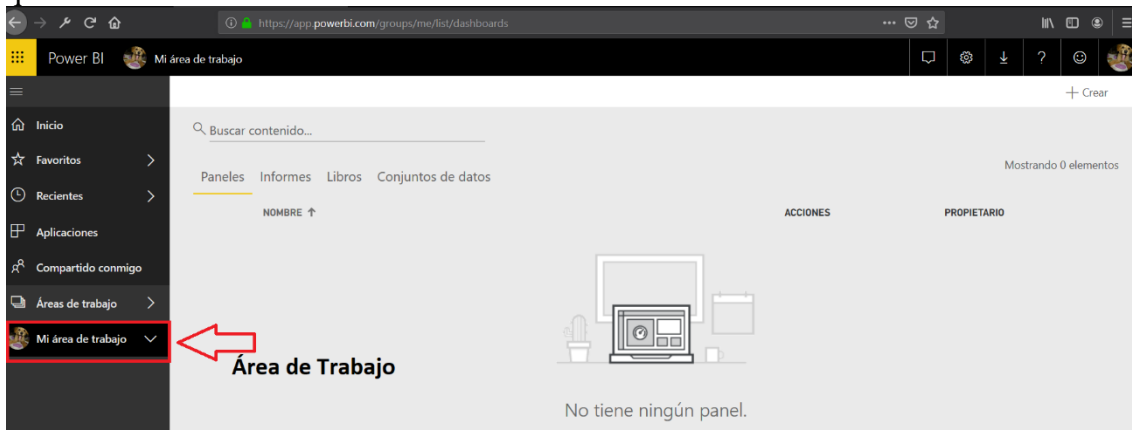 https://app.powerbi.com/groups/me/list/dashboards
Power BI Mi área de trabajo ?
+ Crear
Inicio
Buscar contenido...
Favoritos
Mostrando 0 elementos
Paneles Informes Libros Conjuntos de datos
Recientes
NOMBRE ↑ ACCIONES PROPIETARIO
Aplicaciones
Compartido conmigo
Áreas de trabajo
Mi área de trabajo
Área de Trabajo
No tiene ningún panel.